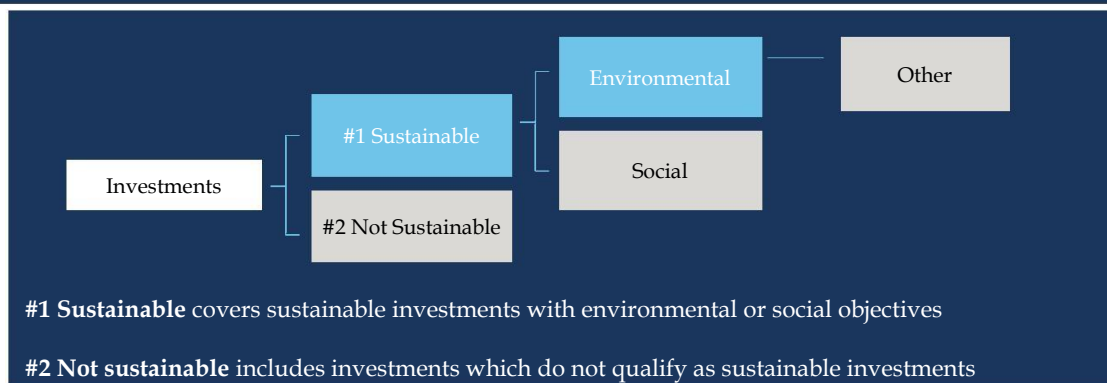 Environmental
Other
#1 Sustainable
Social
Investments
#2 Not Sustainable
#1 Sustainable covers sustainable investments with environmental or social objectives
#2 Not sustainable includes investments which do not qualify as sustainable investments